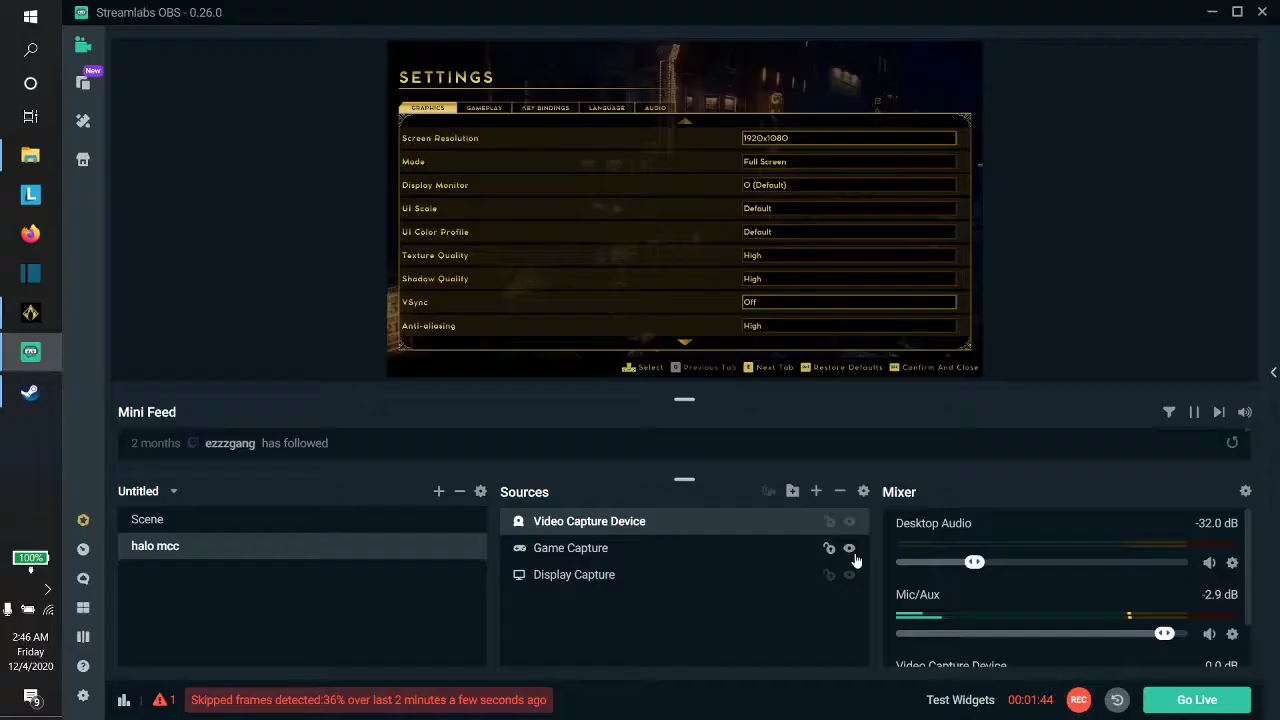 Streamlabs OBS - 0.26.0
New
SETTINGS
GRAPHICS GAMEPLAY KEY BINDINGS LANGUAGE AUDIO
Screen Resolution 1920x1080
Mode Full Screen
Display Monitor 0 (Default)
Ui Scale Default
Ui Color Profile Default
Texture Quality High
Shadow Quality High
VSync Off
Anti-aliasing High
Select Previous Tab Next Tab Restore Defaults Confirm And Close
Mini Feed
2 months ezzzgang has followed
Untitled
Scene
halo mcc
Sources
Video Capture Device
Game Capture
Display Capture
Mixer
Desktop Audio -32.0 dB
Mic/Aux -2.9 dB
Video Capture Device 0.0 dB
100%
2:46 AM
Friday
12/4/2020
9
1 Skipped frames detected:36% over last 2 minutes a few seconds ago
Test Widgets 00:01:44 REC Go Live